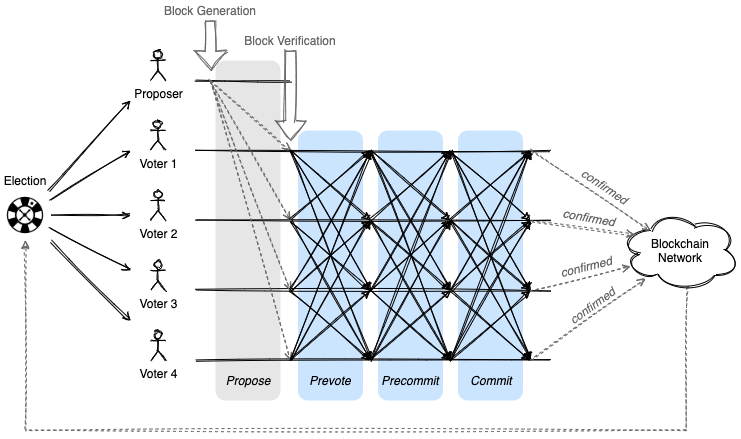 Block Generation
Block Verification
Proposer
Voter 1
Election
Voter 2
Voter 3
Voter 4
confirmed
confirmed
confirmed
confirmed
Blockchain
Network
Propose
Prevote
Precommit
Commit